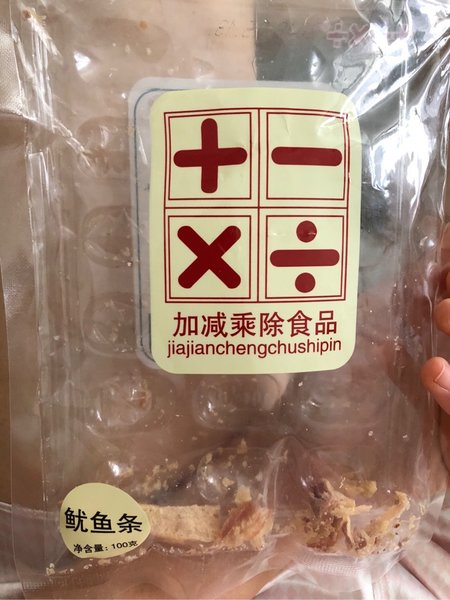 + −
× ÷
加减乘除食品
jiajianchengchushipin
鱿鱼条
净含量:100克